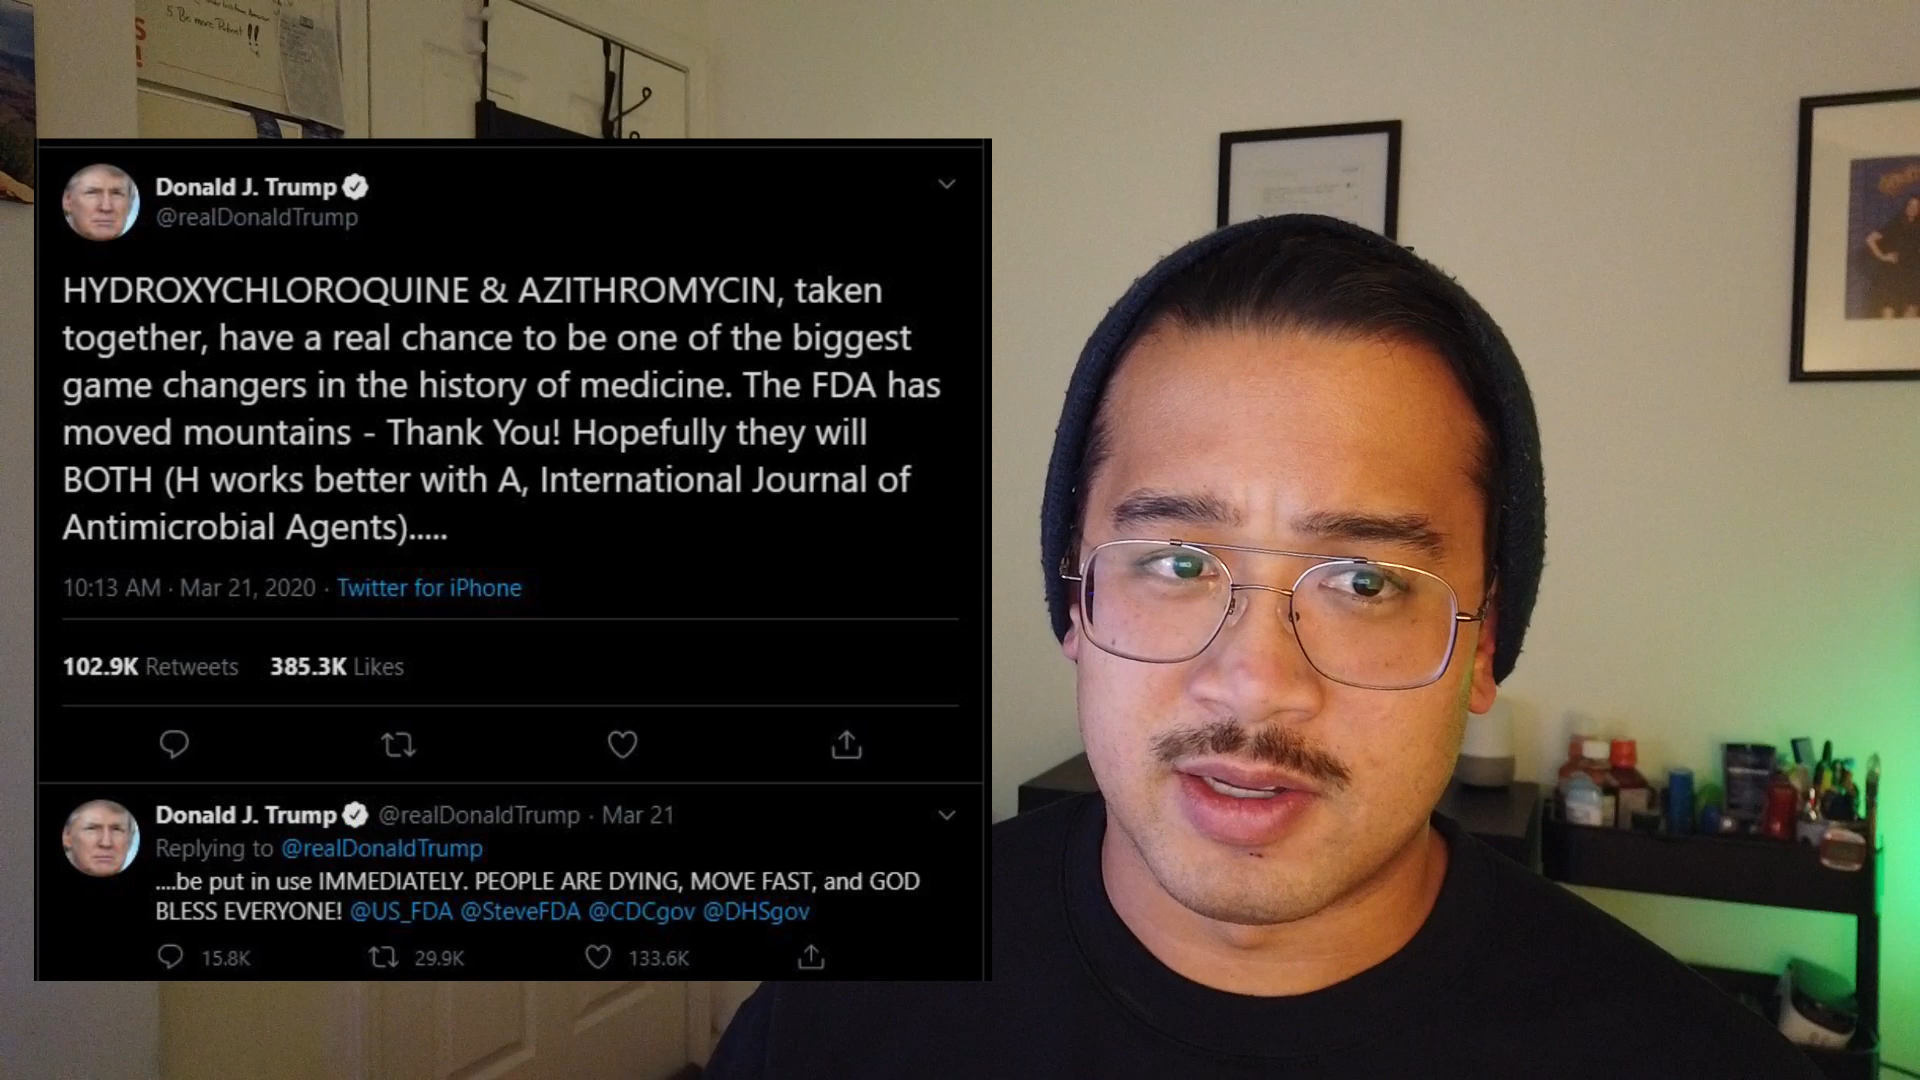 5. Be more Patient !!
Donald J. Trump
@realDonaldTrump
HYDROXYCHLOROQUINE & AZITHROMYCIN, taken
together, have a real chance to be one of the biggest
game changers in the history of medicine. The FDA has
moved mountains - Thank You! Hopefully they will
BOTH (H works better with A, International Journal of
Antimicrobial Agents).....
10:13 AM · Mar 21, 2020 · Twitter for iPhone
102.9K Retweets 385.3K Likes
Donald J. Trump @realDonaldTrump · Mar 21
Replying to @realDonaldTrump
....be put in use IMMEDIATELY. PEOPLE ARE DYING, MOVE FAST, and GOD
BLESS EVERYONE! @US_FDA @SteveFDA @CDCgov @DHSgov
15.8K 29.9K 133.6K